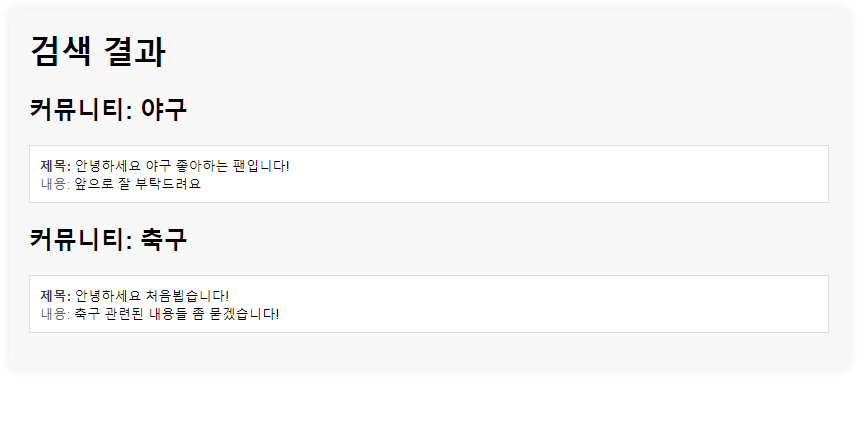 검색 결과
커뮤니티: 야구
제목: 안녕하세요 야구 좋아하는 팬입니다!
내용: 앞으로 잘 부탁드려요
커뮤니티: 축구
제목: 안녕하세요 처음뵙습니다!
내용: 축구 관련된 내용들 좀 묻겠습니다!